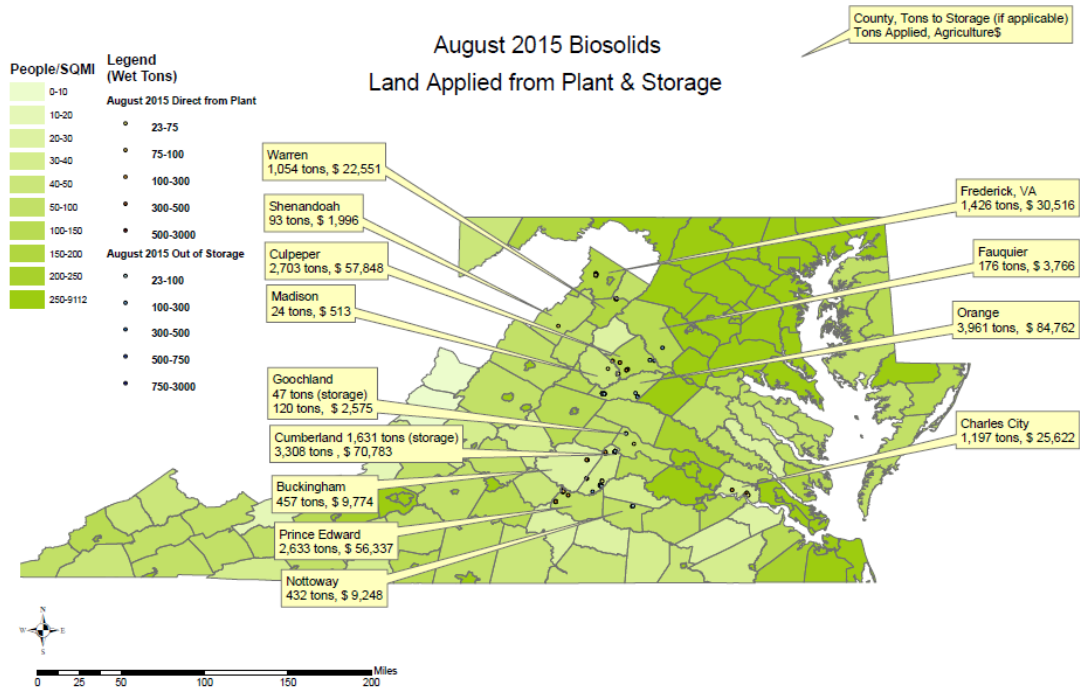 County, Tons to Storage (if applicable)
Tons Applied, Agriculture$
August 2015 Biosolids
Land Applied from Plant & Storage
People/SQMI
0-10
10-20
20-30
30-40
40-50
50-100
100-150
150-200
200-250
250-9112
Legend
(Wet Tons)
August 2015 Direct from Plant
23-75
75-100
100-300
300-500
500-3000
August 2015 Out of Storage
23-100
100-300
300-500
500-750
750-3000
Warren
1,054 tons, $ 22,551
Shenandoah
93 tons, $ 1,996
Culpeper
2,703 tons, $ 57,848
Madison
24 tons, $ 513
Goochland
47 tons (storage)
120 tons, $ 2,575
Cumberland 1,631 tons (storage)
3,308 tons , $ 70,783
Buckingham
457 tons, $ 9,774
Prince Edward
2,633 tons, $ 56,337
Nottoway
432 tons, $ 9,248
Frederick, VA
1,426 tons, $ 30,516
Fauquier
176 tons, $ 3,766
Orange
3,961 tons, $ 84,762
Charles City
1,197 tons, $ 25,622
N
W E
S
Miles
0 25 50 100 150 200